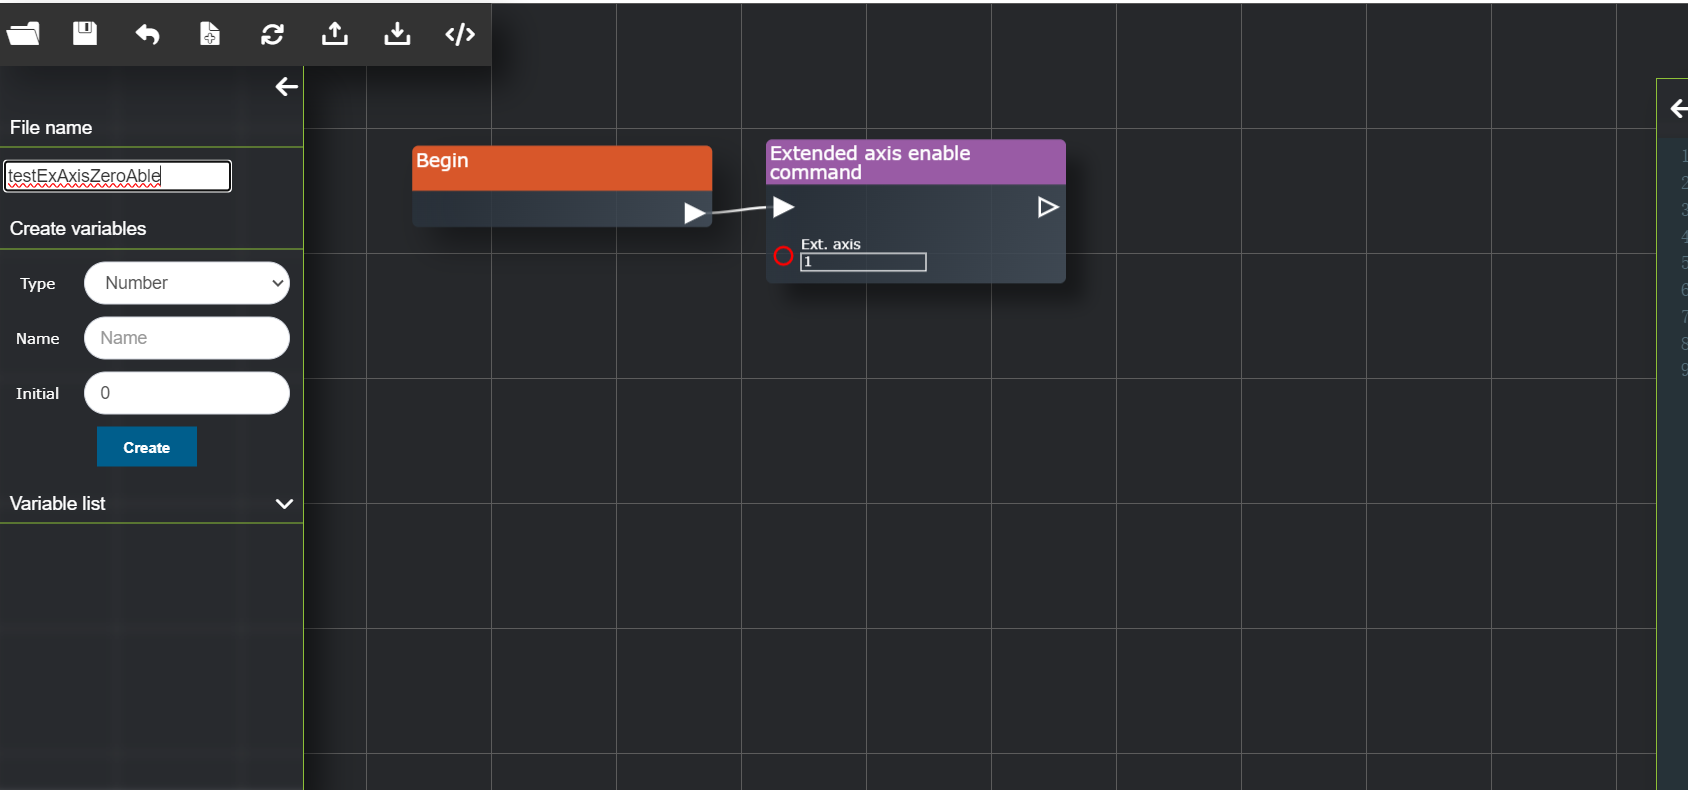 </>
File name
testExAxisZeroAble
Create variables
Type
Number
Name
Name
Initial
0
Create
Variable list
Begin
Extended axis enable
command
Ext. axis
1
1
2
3
4
5
6
7
8
9